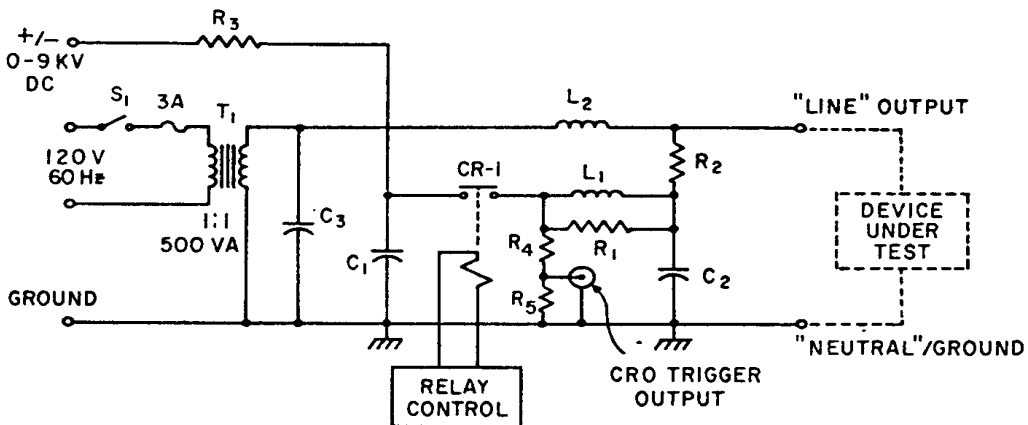 R3
+/-
0-9 KV
DC
S1
3A
T1
L2
"LINE" OUTPUT
120 V
60 Hz
CR-1
L1
R2
1:1
500 VA
C3
C1
R4
R1
C2
DEVICE
UNDER
TEST
R5
GROUND
"NEUTRAL"/GROUND
RELAY
CONTROL
CRO TRIGGER
OUTPUT